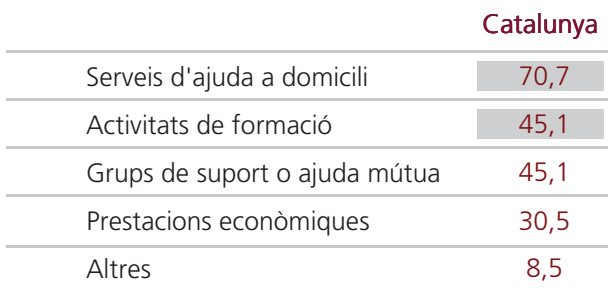 Catalunya
Serveis d'ajuda a domicili 70,7
Activitats de formació 45,1
Grups de suport o ajuda mútua 45,1
Prestacions econòmiques 30,5
Altres 8,5